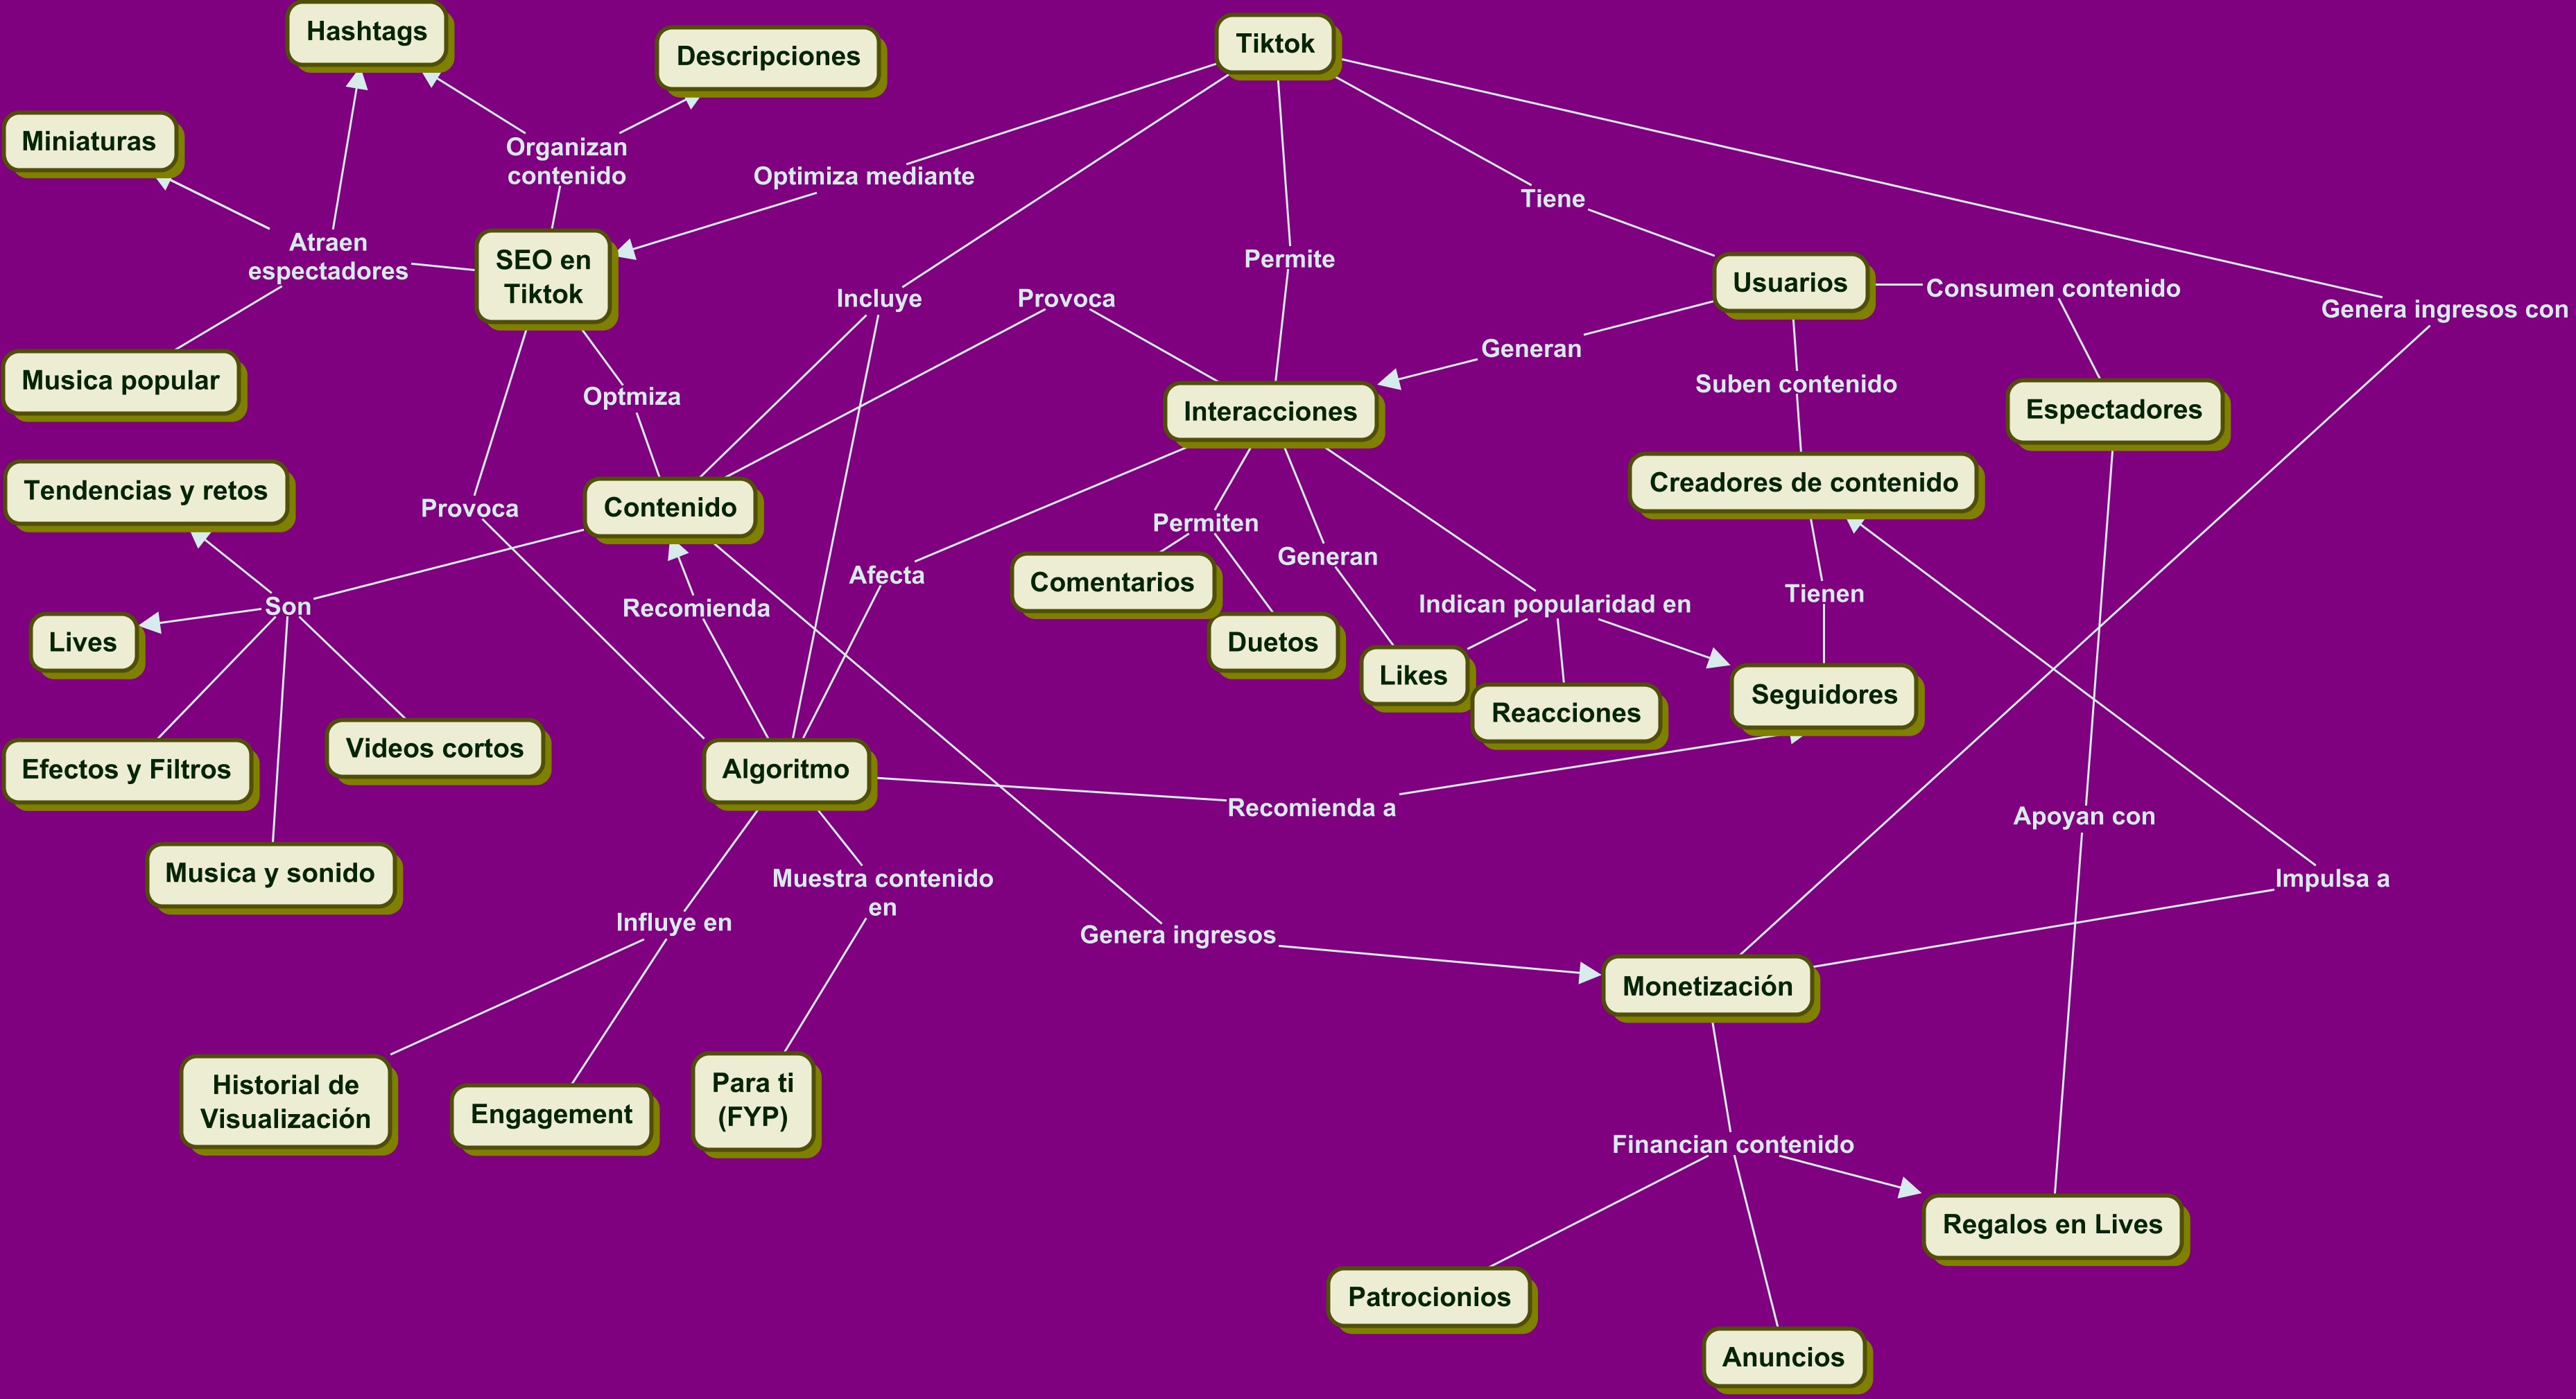 Hashtags
Tiktok
Descripciones
Miniaturas
Organizan
contenido
Optimiza mediante
Tiene
Atraen
espectadores
SEO en
Tiktok
Permite
Usuarios
Consumen contenido
Incluye
Provoca
Genera ingresos con
Generan
Musica popular
Optmiza
Suben contenido
Interacciones
Espectadores
Tendencias y retos
Creadores de contenido
Provoca
Contenido
Permiten
Generan
Afecta
Comentarios
Tienen
Son
Recomienda
Indican popularidad en
Lives
Duetos
Likes
Seguidores
Reacciones
Efectos y Filtros
Videos cortos
Algoritmo
Recomienda a
Apoyan con
Musica y sonido
Muestra contenido
en
Impulsa a
Influye en
Genera ingresos
Monetización
Historial de
Visualización
Engagement
Para ti
(FYP)
Financian contenido
Regalos en Lives
Patrocionios
Anuncios